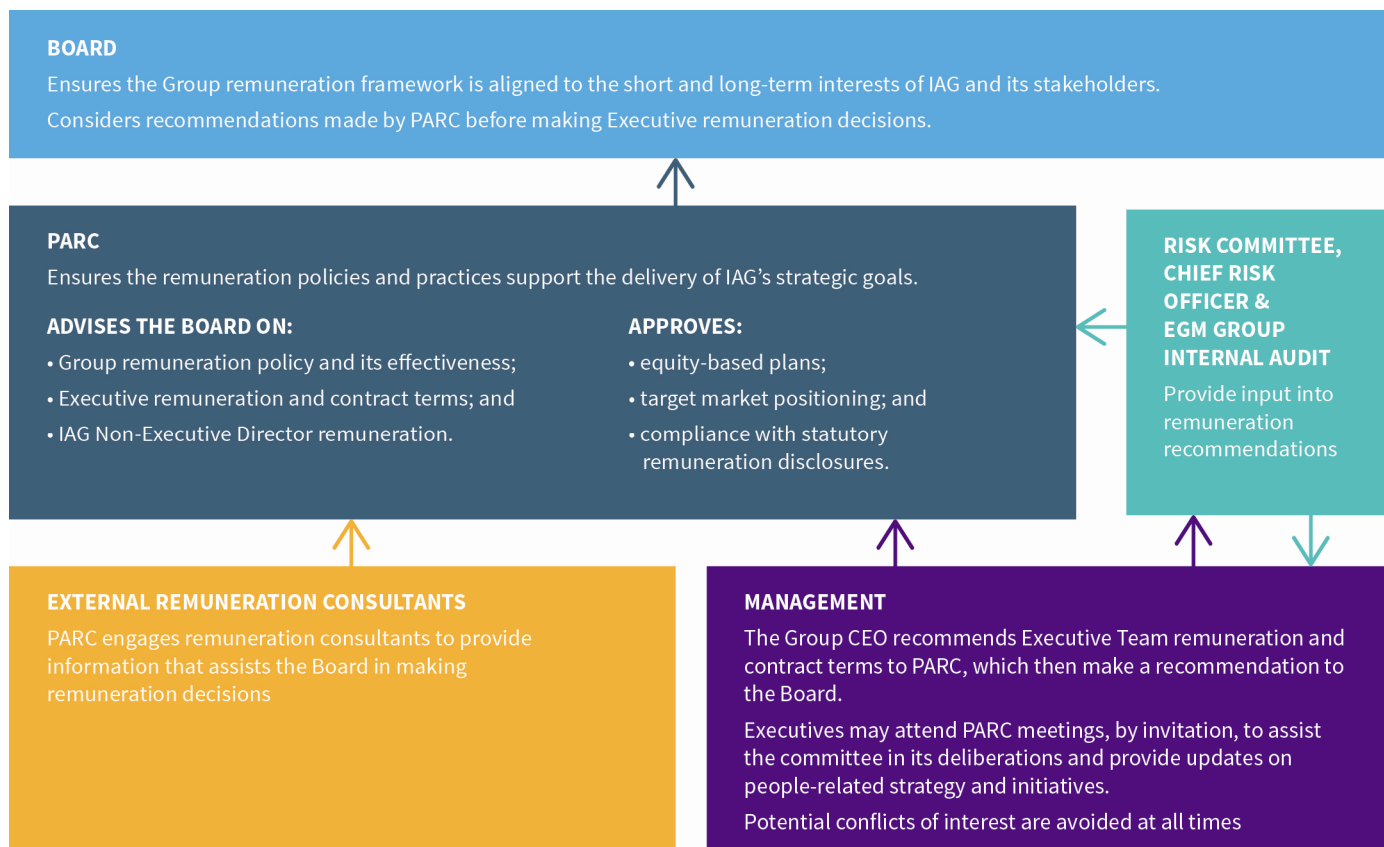 BOARD
Ensures the Group remuneration framework is aligned to the short and long-term interests of IAG and its stakeholders.
Considers recommendations made by PARC before making Executive remuneration decisions.
PARC
Ensures the remuneration policies and practices support the delivery of IAG’s strategic goals.
ADVISES THE BOARD ON:
• Group remuneration policy and its effectiveness;
• Executive remuneration and contract terms; and
• IAG Non-Executive Director remuneration.
APPROVES:
• equity-based plans;
• target market positioning; and
• compliance with statutory
remuneration disclosures.
RISK COMMITTEE,
CHIEF RISK
OFFICER &
EGM GROUP
INTERNAL AUDIT
Provide input into
remuneration
recommendations
EXTERNAL REMUNERATION CONSULTANTS
PARC engages remuneration consultants to provide
information that assists the Board in making
remuneration decisions
MANAGEMENT
The Group CEO recommends Executive Team remuneration and
contract terms to PARC, which then make a recommendation to
the Board.
Executives may attend PARC meetings, by invitation, to assist
the committee in its deliberations and provide updates on
people-related strategy and initiatives.
Potential conflicts of interest are avoided at all times